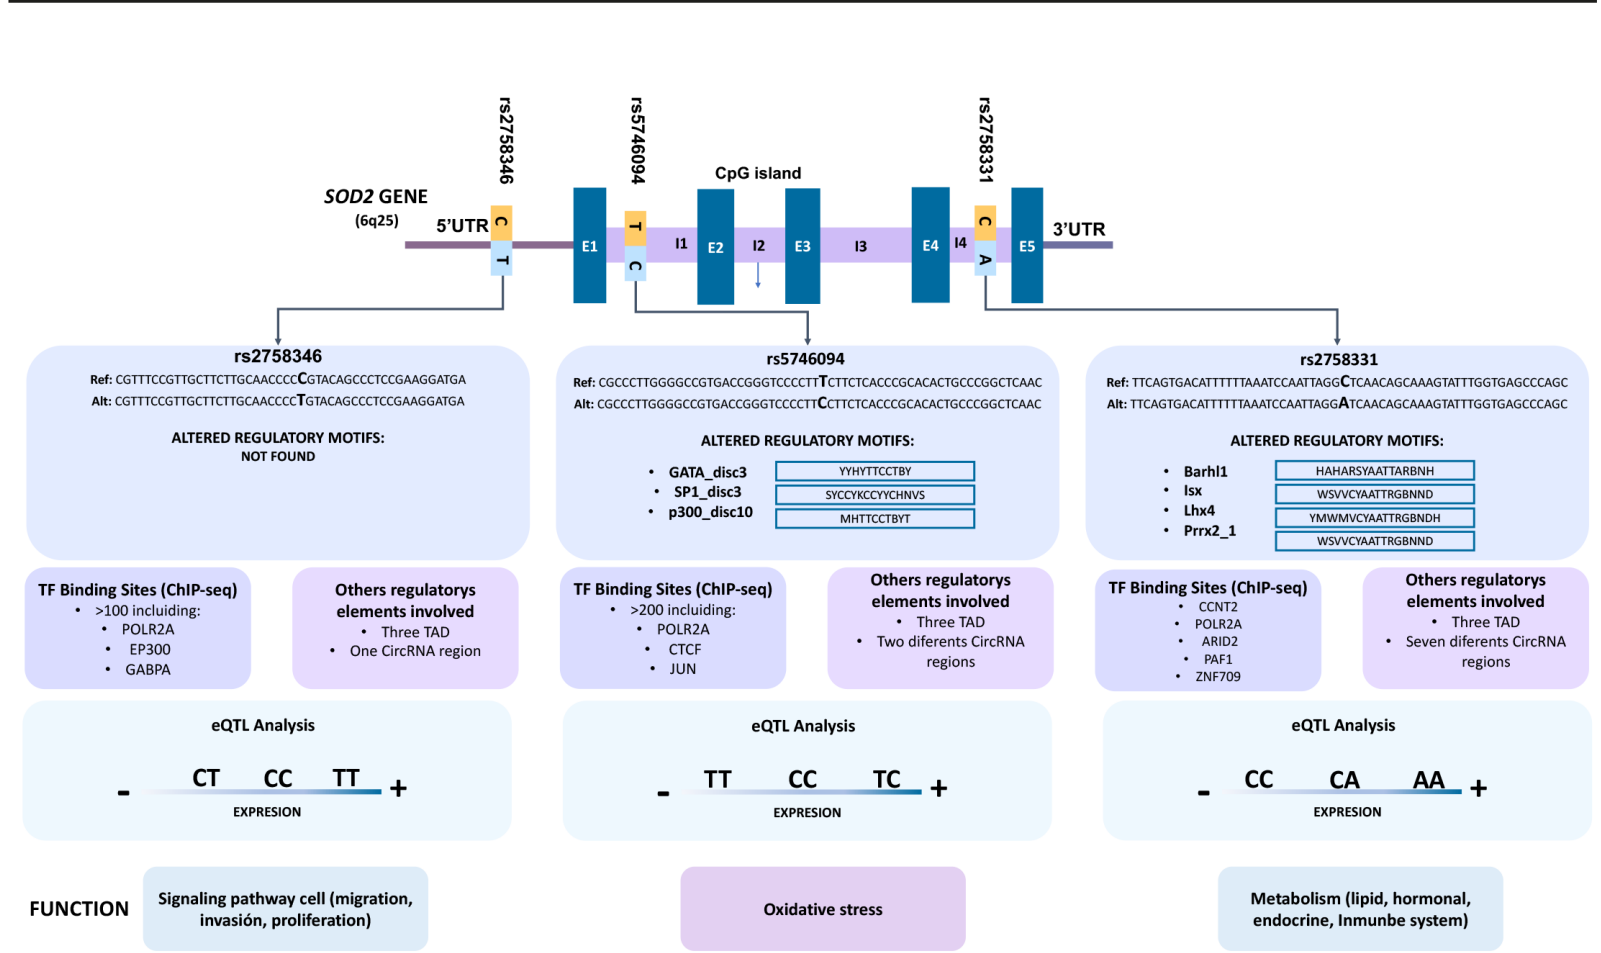 rs2758346
rs5746094
rs2758331
CpG island
SOD2 GENE
(6q25)
5'UTR
C
T
E1
T
C
I1
E2
I2
E3
I3
E4
I4
C
A
E5
3'UTR
rs2758346
Ref: CGTTTCCGTTGCTTCTTGCAACCCCCGTACAGCCCTCCGAAGGATGA
Alt: CGTTTCCGTTGCTTCTTGCAACCCCTGTACAGCCCTCCGAAGGATGA
ALTERED REGULATORY MOTIFS:
NOT FOUND
rs5746094
Ref: CGCCCTTGGGGCCGTGACCGGGTCCCCTTTCTTCTCACCCGCACACTGCCCGGCTCAAC
Alt: CGCCCTTGGGGCCGTGACCGGGTCCCCTTCCTTCTCACCCGCACACTGCCCGGCTCAAC
ALTERED REGULATORY MOTIFS:
• GATA_disc3 YYHYTTCCTBY
• SP1_disc3 SYCCYKCCYYCHNVS
• p300_disc10 MHTTCCTBYT
rs2758331
Ref: TTCAGTGACATTTTTTAAATCCAATTAGGCTCAACAGCAAAGTATTTGGTGAGCCCAGC
Alt: TTCAGTGACATTTTTTAAATCCAATTAGGATCAACAGCAAAGTATTTGGTGAGCCCAGC
ALTERED REGULATORY MOTIFS:
• Barhl1 HAHARSYAATTARBNH
• Isx WSVVCYAATTRGBNND
• Lhx4 YMWMVCYAATTRGBNDH
• Prrx2_1 WSVVCYAATTRGBNND
TF Binding Sites (ChIP-seq)
• >100 incluiding:
• POLR2A
• EP300
• GABPA
Others regulatorys
elements involved
• Three TAD
• One CircRNA region
TF Binding Sites (ChIP-seq)
• >200 incluiding:
• POLR2A
• CTCF
• JUN
Others regulatorys
elements involved
• Three TAD
• Two diferents CircRNA
regions
TF Binding Sites (ChIP-seq)
• CCNT2
• POLR2A
• ARID2
• PAF1
• ZNF709
Others regulatorys
elements involved
• Three TAD
• Seven diferents CircRNA
regions
eQTL Analysis
- CT CC TT +
EXPRESION
eQTL Analysis
- TT CC TC +
EXPRESION
eQTL Analysis
- CC CA AA +
EXPRESION
FUNCTION
Signaling pathway cell (migration,
invasión, proliferation)
Oxidative stress
Metabolism (lipid, hormonal,
endocrine, Inmunbe system)